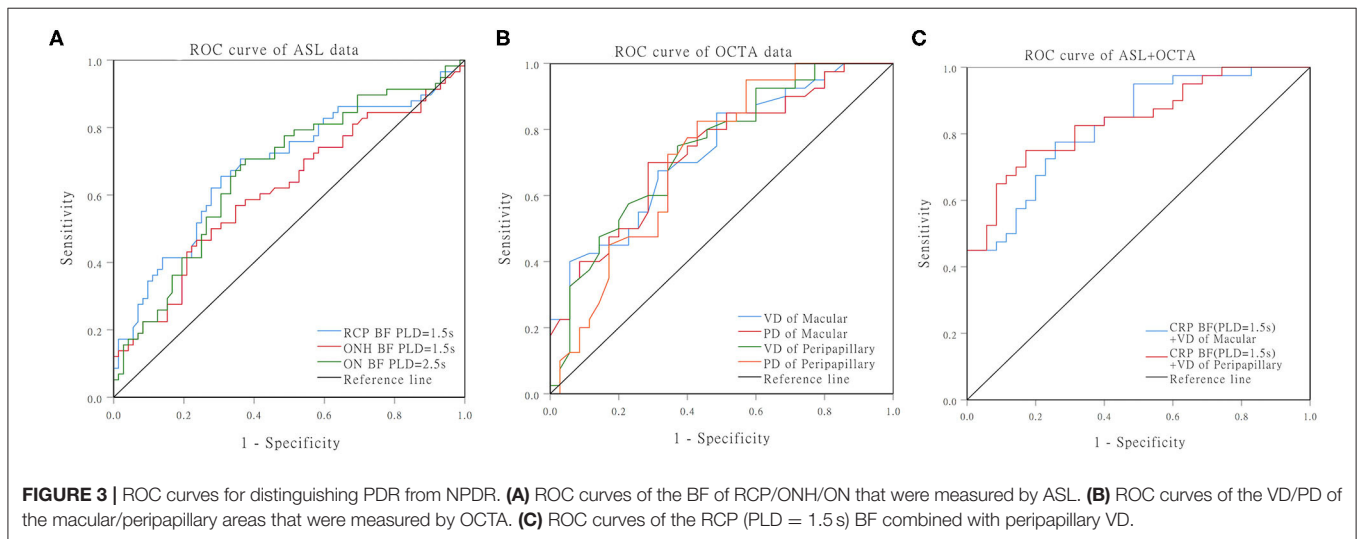 A
ROC curve of ASL data
1.0
0.8
0.6
0.4
0.2
0.0
Sensitivity
0.0 0.2 0.4 0.6 0.8 1.0
1 - Specificity
RCP BF PLD=1.5s
ONH BF PLD=1.5s
ON BF PLD=2.5s
Reference line
B
ROC curve of OCTA data
1.0
0.8
0.6
0.4
0.2
0.0
Sensitivity
0.0 0.2 0.4 0.6 0.8 1.0
1 - Specificity
VD of Macular
PD of Macular
VD of Peripapillary
PD of Peripapillary
Reference line
C
ROC curve of ASL+OCTA
1.0
0.8
0.6
0.4
0.2
0.0
Sensitivity
0.0 0.2 0.4 0.6 0.8 1.0
1 - Specificity
CRP BF(PLD=1.5s)
+VD of Macular
CRP BF(PLD=1.5s)
+VD of Peripapillary
Reference line
FIGURE 3 | ROC curves for distinguishing PDR from NPDR. (A) ROC curves of the BF of RCP/ONH/ON that were measured by ASL. (B) ROC curves of the VD/PD of
the macular/peripapillary areas that were measured by OCTA. (C) ROC curves of the RCP (PLD = 1.5 s) BF combined with peripapillary VD.